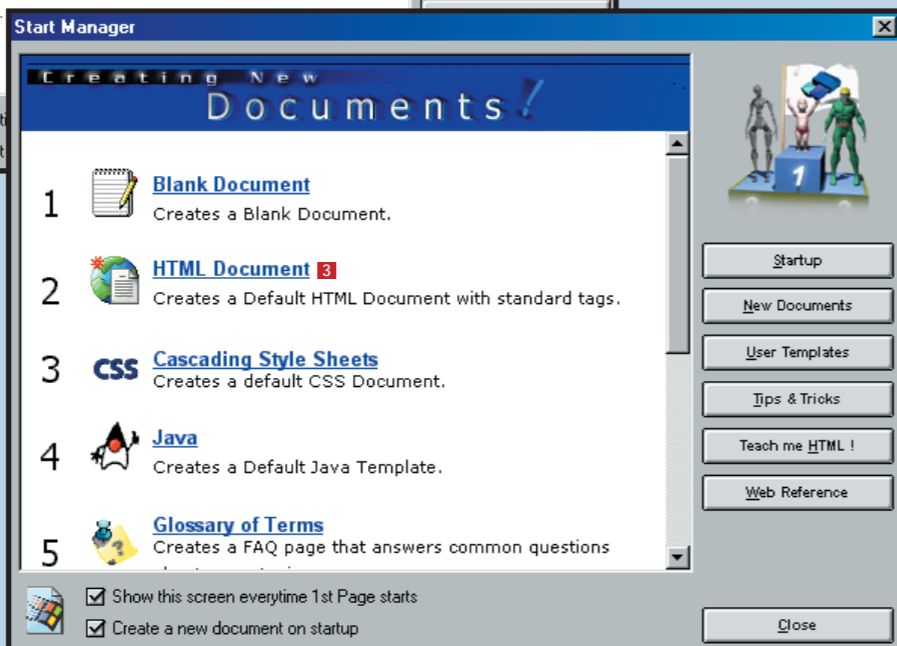 Start Manager
Creating New
Documents!
1
Blank Document
Creates a Blank Document.
2
HTML Document 3
Creates a Default HTML Document with standard tags.
3
CSS
Cascading Style Sheets
Creates a default CSS Document.
4
Java
Creates a Default Java Template.
5
Glossary of Terms
Creates a FAQ page that answers common questions
Show this screen everytime 1st Page starts
Create a new document on startup
1
Startup
New Documents
User Templates
Tips & Tricks
Teach me HTML !
Web Reference
Close